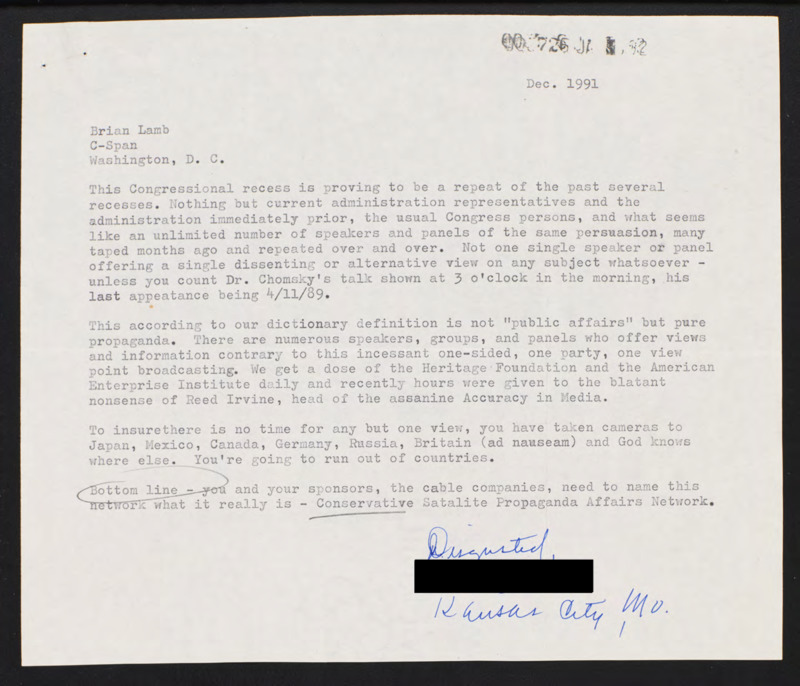 Dec. 1991
Brian Lamb
C-Span
Washington, D. C.
This Congressional recess is proving to be a repeat of the past several
recesses. Nothing but current administration representatives and the
administration immediately prior, the usual Congress persons, and what seems
like an unlimited number of speakers and panels of the same persuasion, many
taped months ago and repeated over and over. Not one single speaker or panel
offering a single dissenting or alternative view on any subject whatsoever -
unless you count Dr. Chomsky's talk shown at 3 o'clock in the morning, his
last appeatance being 4/11/89.
This according to our dictionary definition is not "public affairs" but pure
propaganda. There are numerous speakers, groups, and panels who offer views
and information contrary to this incessant one-sided, one party, one view
point broadcasting. We get a dose of the Heritage Foundation and the American
Enterprise Institute daily and recently hours were given to the blatant
nonsense of Reed Irvine, head of the assanine Accuracy in Media.
To insurethere is no time for any but one view, you have taken cameras to
Japan, Mexico, Canada, Germany, Russia, Britain (ad nauseam) and God knows
where else. You're going to run out of countries.
Bottom line - you and your sponsors, the cable companies, need to name this
network what it really is - Conservative Satalite Propaganda Affairs Network.
Disgusted,
Kansas City, Mo.